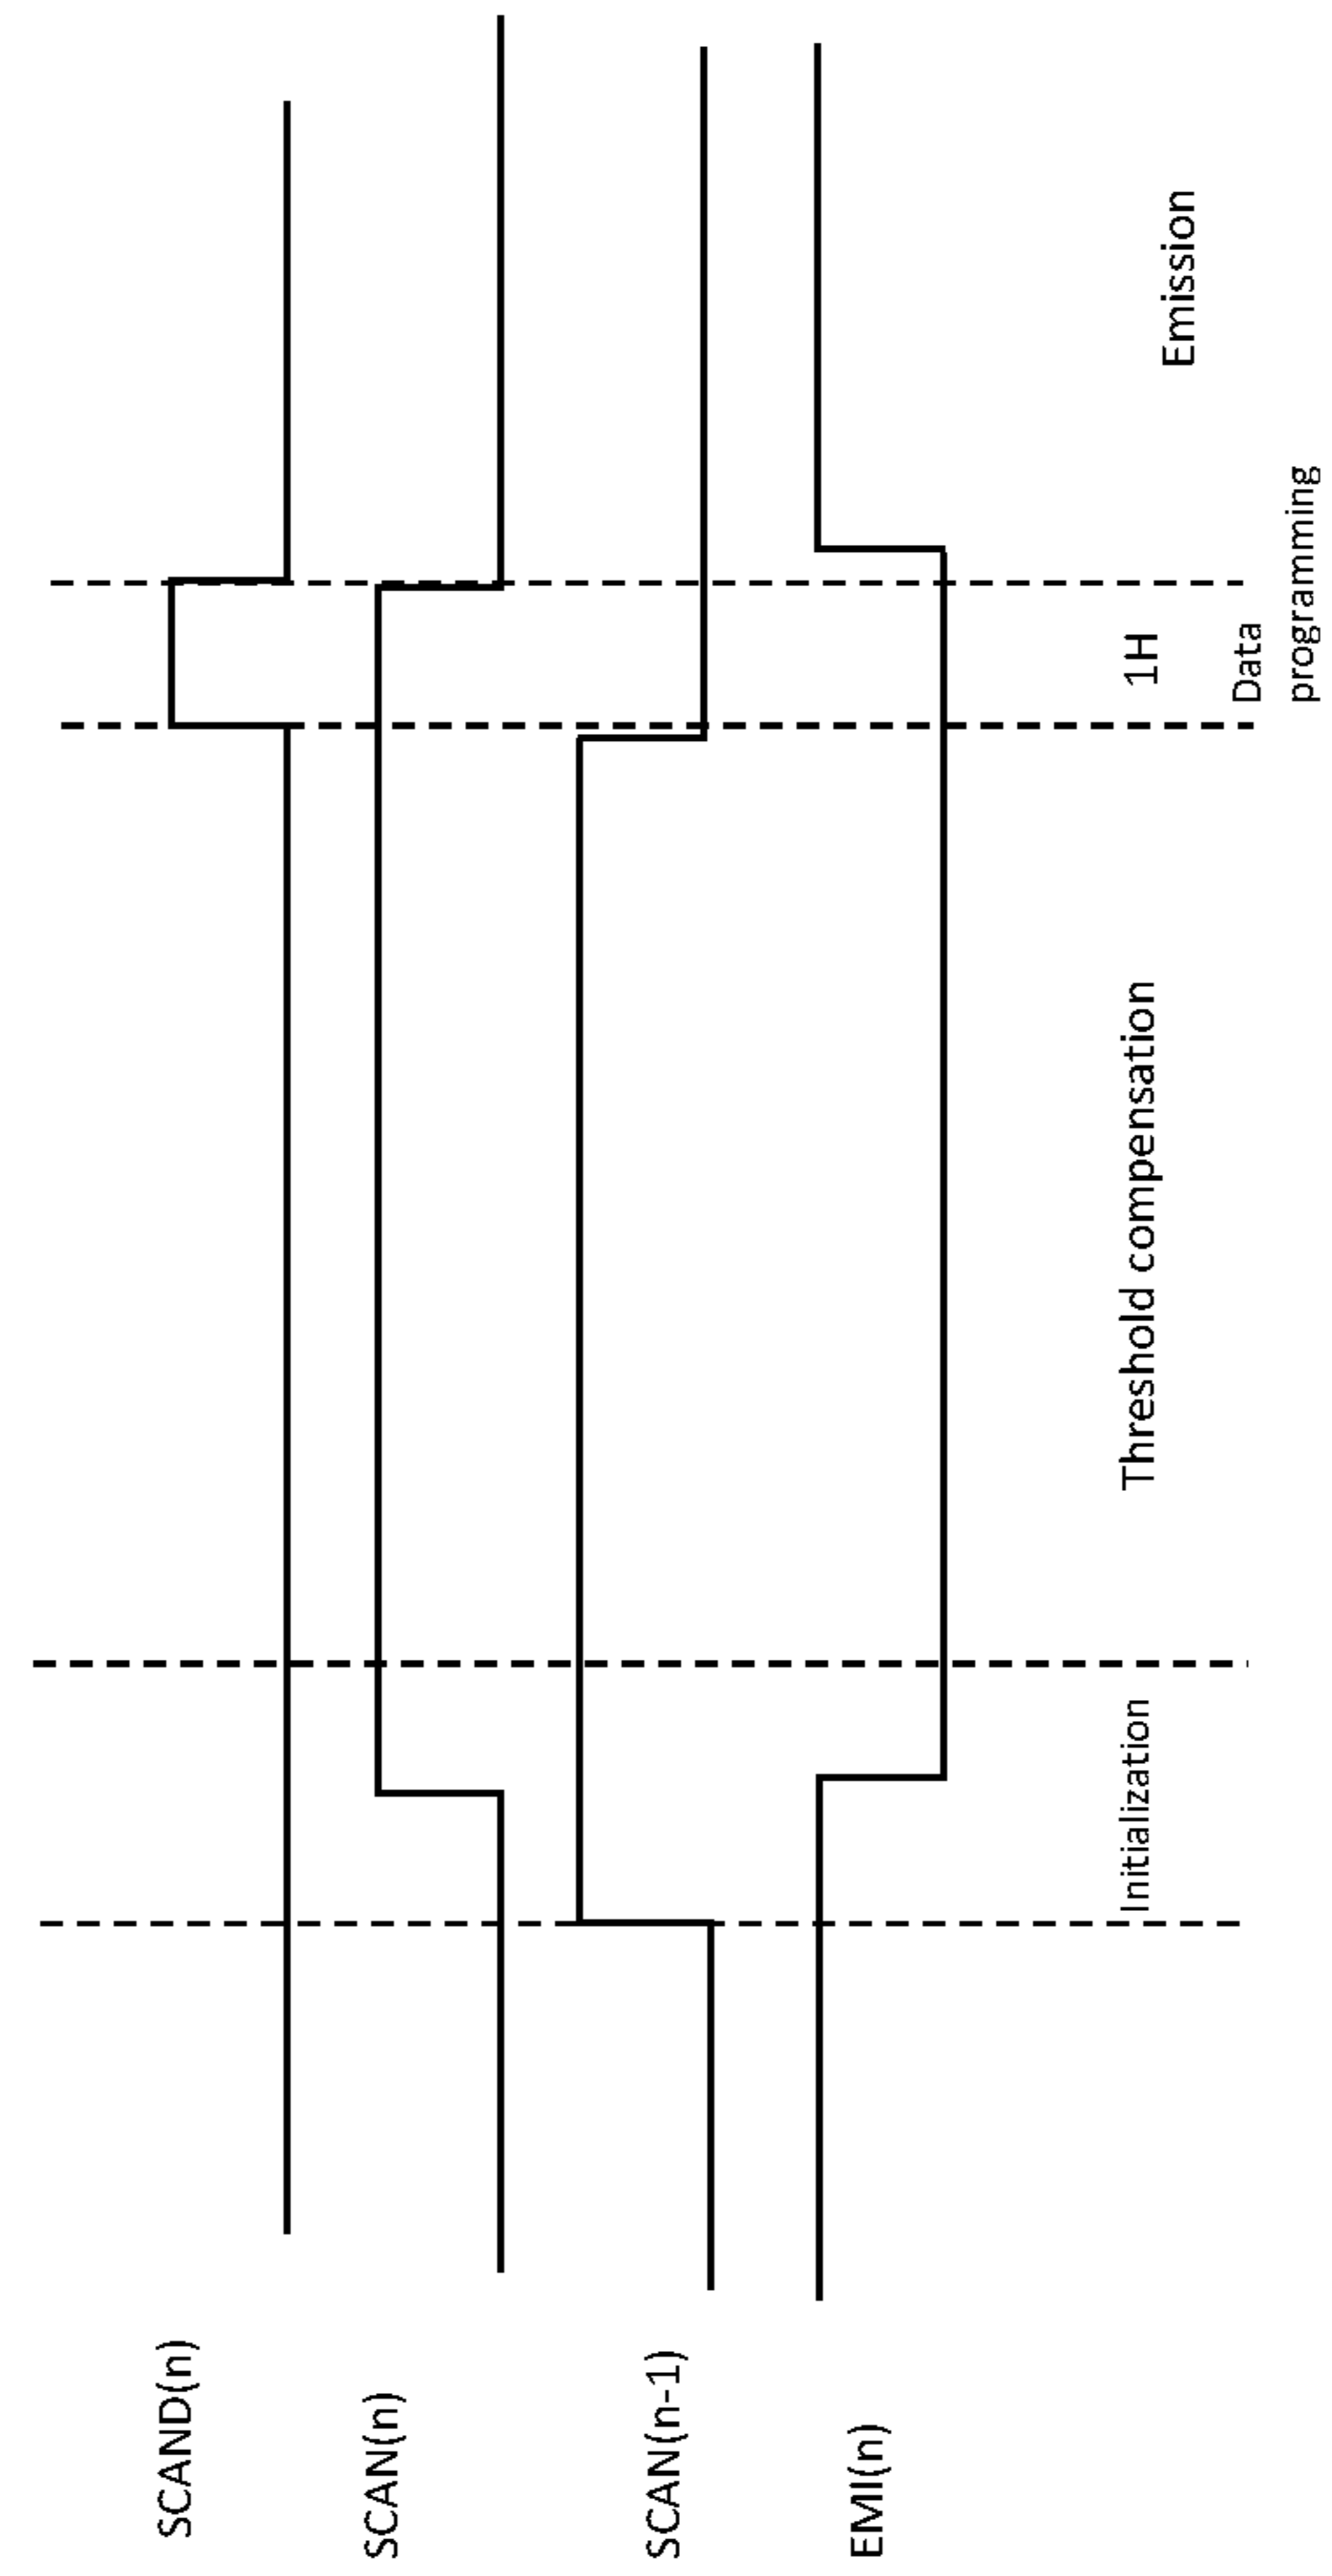 SCAND(n)
SCAN(n)
SCAN(n-1)
EMI(n)
Initialization
Threshold compensation
1H
Data
programming
Emission